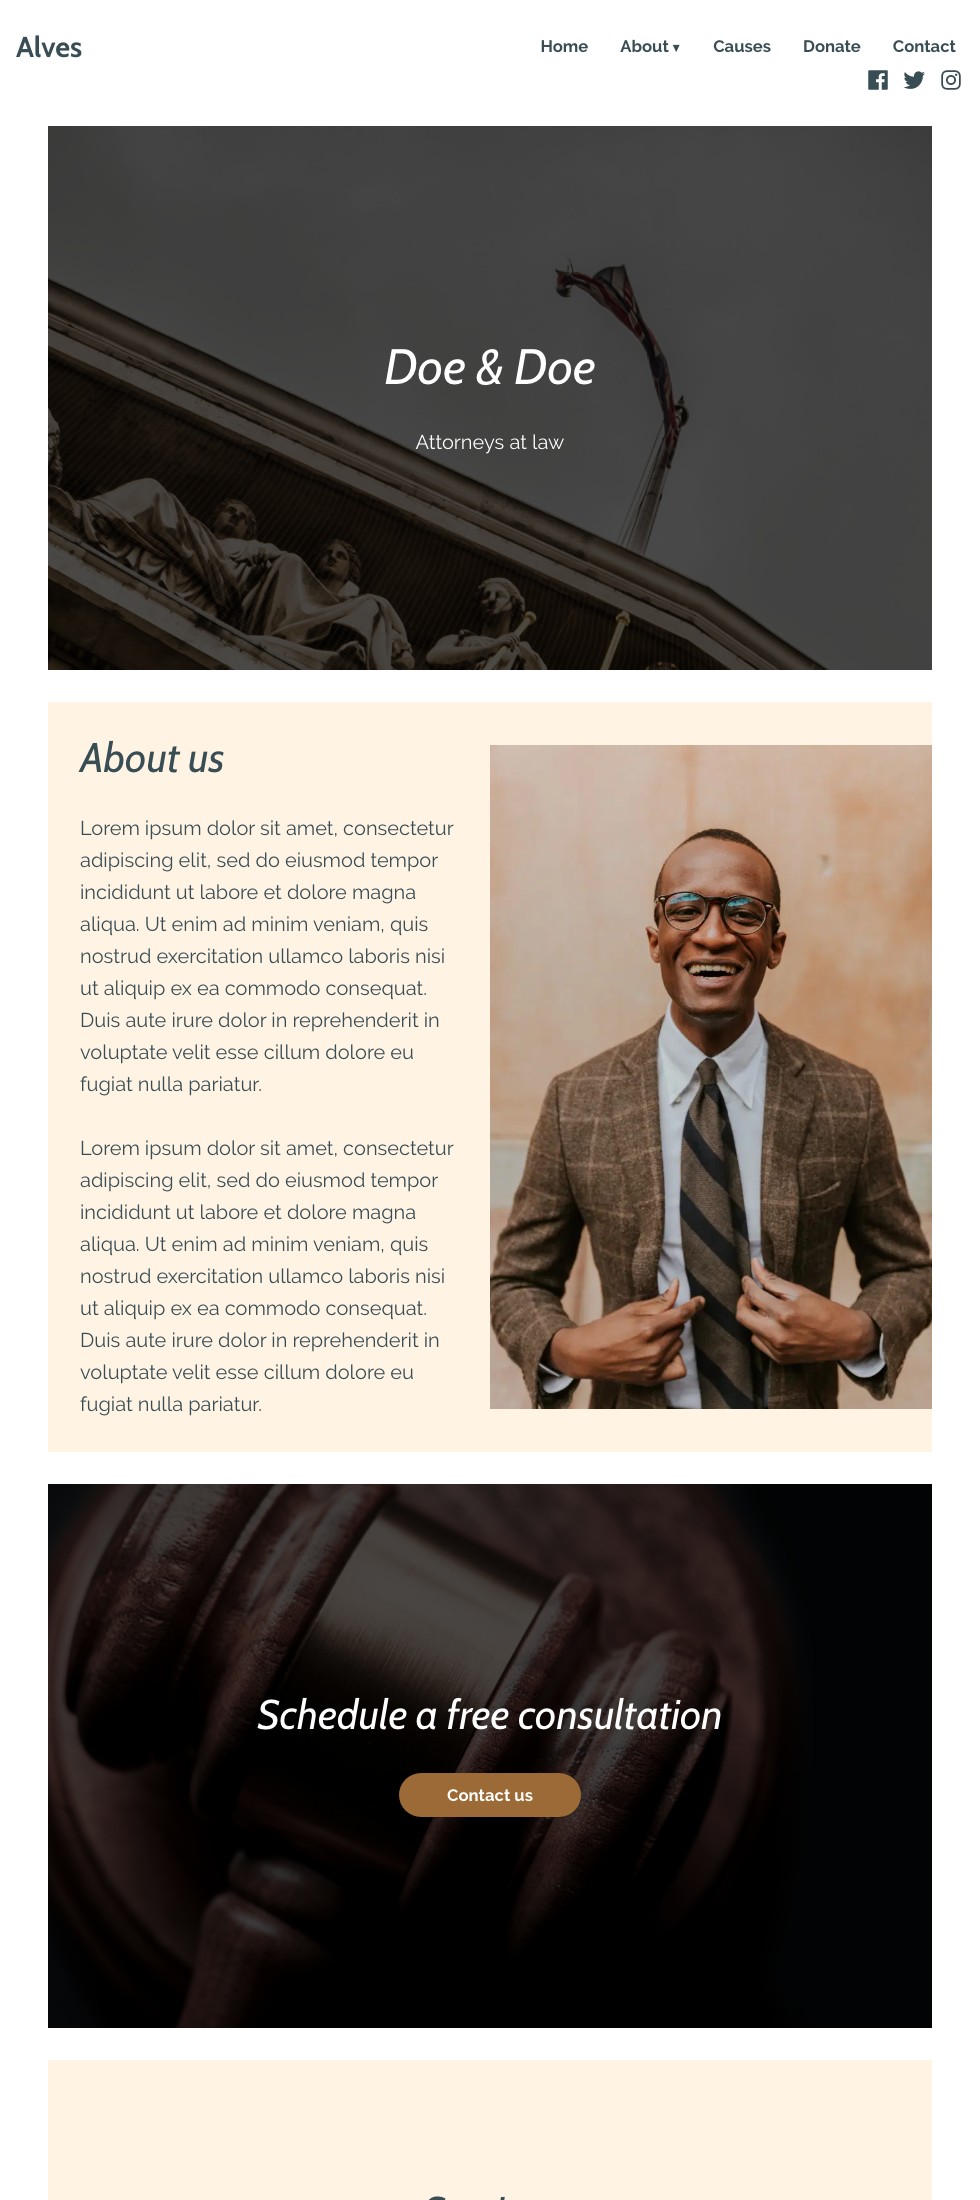 Alves
Home About ▾ Causes Donate Contact
Doe & Doe
Attorneys at law
About us
Lorem ipsum dolor sit amet, consectetur
adipiscing elit, sed do eiusmod tempor
incididunt ut labore et dolore magna
aliqua. Ut enim ad minim veniam, quis
nostrud exercitation ullamco laboris nisi
ut aliquip ex ea commodo consequat.
Duis aute irure dolor in reprehenderit in
voluptate velit esse cillum dolore eu
fugiat nulla pariatur.
Lorem ipsum dolor sit amet, consectetur
adipiscing elit, sed do eiusmod tempor
incididunt ut labore et dolore magna
aliqua. Ut enim ad minim veniam, quis
nostrud exercitation ullamco laboris nisi
ut aliquip ex ea commodo consequat.
Duis aute irure dolor in reprehenderit in
voluptate velit esse cillum dolore eu
fugiat nulla pariatur.
Schedule a free consultation
Contact us